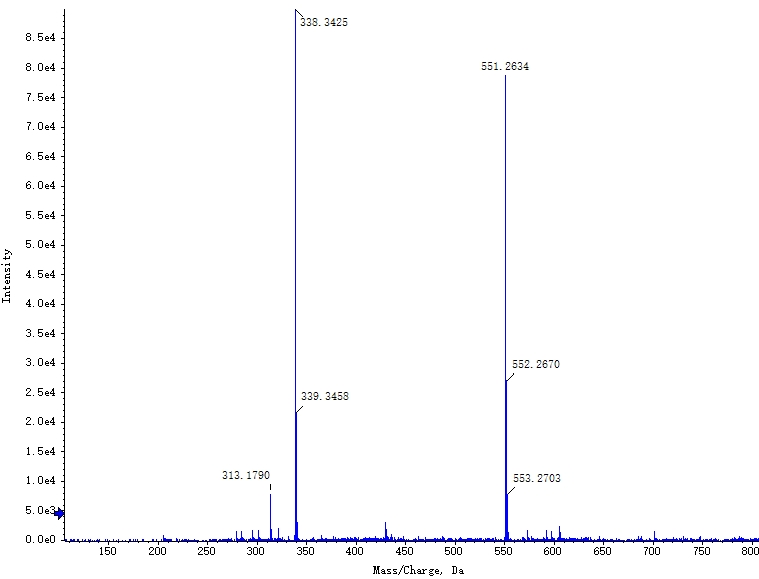 338.3425
8.5e4
551.2634
8.0e4
7.5e4
7.0e4
6.5e4
6.0e4
5.5e4
5.0e4
4.5e4
Intensity
4.0e4
3.5e4
3.0e4
552.2670
2.5e4
339.3458
2.0e4
1.5e4
313.1790
553.2703
1.0e4
5.0e3
0.0e0
150 200 250 300 350 400 450 500 550 600 650 700 750 800
Mass/Charge, Da